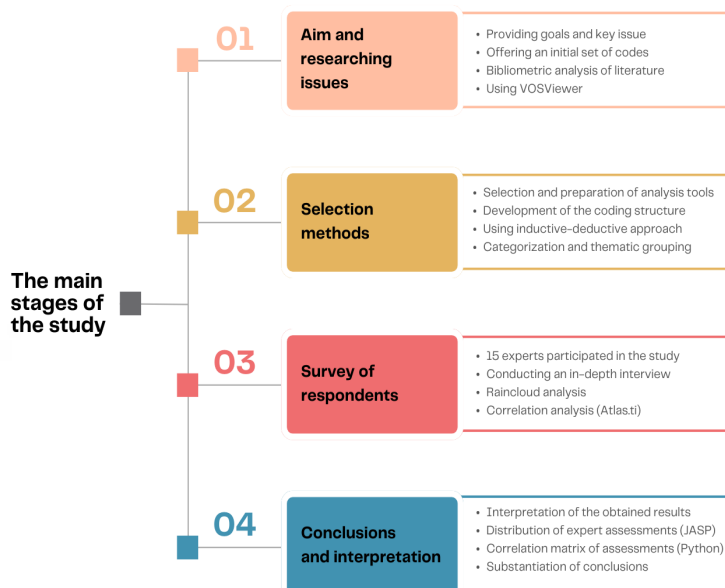 The main
stages of
the study
01
Aim and
researching
issues
• Providing goals and key issue
• Offering an initial set of codes
• Bibliometric analysis of literature
• Using VOSViewer
02
Selection
methods
• Selection and preparation of analysis tools
• Development of the coding structure
• Using inductive-deductive approach
• Categorization and thematic grouping
03
Survey of
respondents
• 15 experts participated in the study
• Conducting an in-depth interview
• Raincloud analysis
• Correlation analysis (Atlas.ti)
04
Conclusions
and interpretation
• Interpretation of the obtained results
• Distribution of expert assessments (JASP)
• Correlation matrix of assessments (Python)
• Substantiation of conclusions